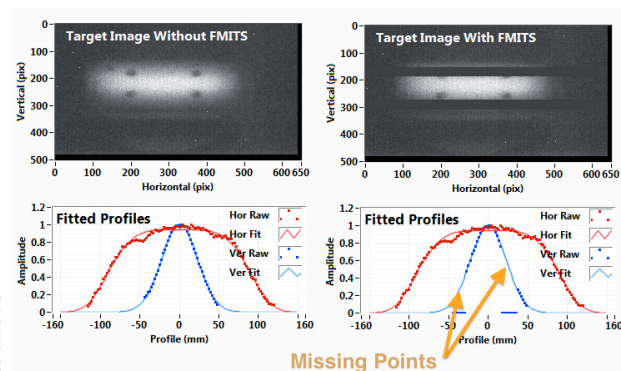 Target Image Without FMITS
Vertical (pix)
0
100
200
300
400
500
0 100 200 300 400 500 600 650
Horizontal (pix)
Target Image With FMITS
Vertical (pix)
0
100
200
300
400
500
0 100 200 300 400 500 600 650
Horizontal (pix)
Fitted Profiles
Hor Raw
Hor Fit
Ver Raw
Ver Fit
Amplitude
1.2
1
0.8
0.6
0.4
0.2
0
-160 -100 -50 0 50 100 160
Profile (mm)
Fitted Profiles
Hor Raw
Hor Fit
Ver Raw
Ver Fit
Amplitude
1.2
1
0.8
0.6
0.4
0.2
0
-160 -100 -50 0 50 100 160
Profile (mm)
Missing Points